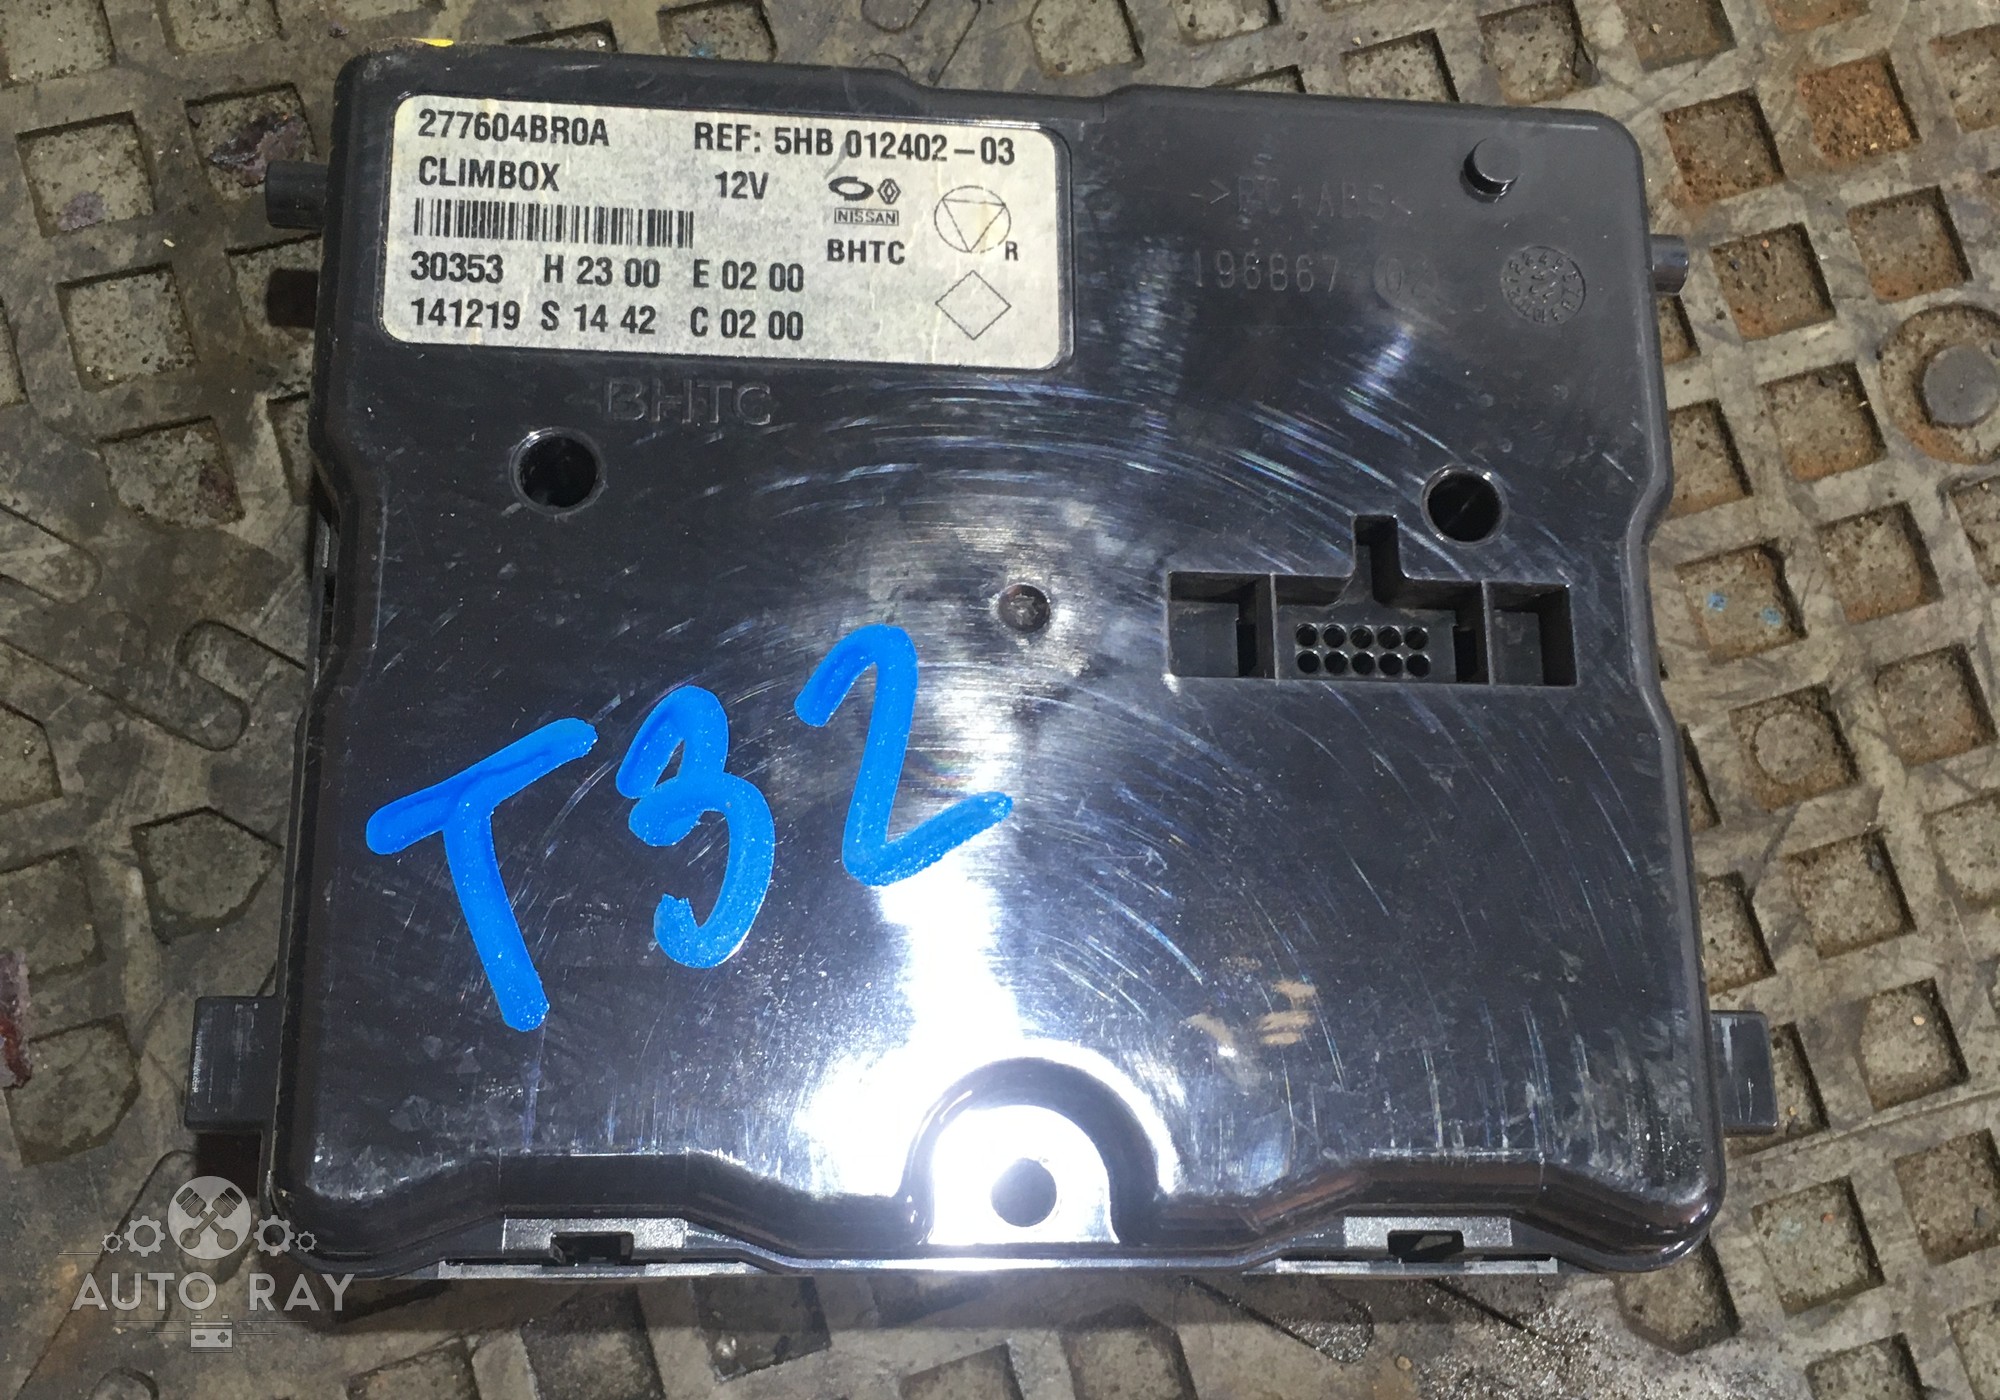 277604BR0A REF: 5HB 012402-03
CLIMBOX 12V
NISSAN
BHTC
R
30353 H 23 00 E 02 00
141219 S 14 42 C 02 00
BHTC
196867
T32
AUTO RAY